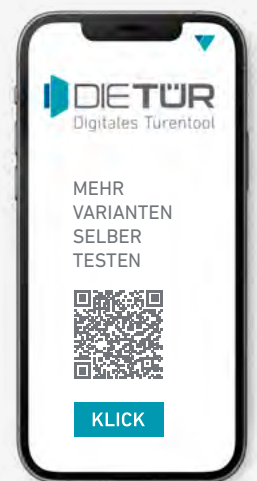 DIETÜR
Digitales Türentool
MEHR
VARIANTEN
SELBER
TESTEN
KLICK